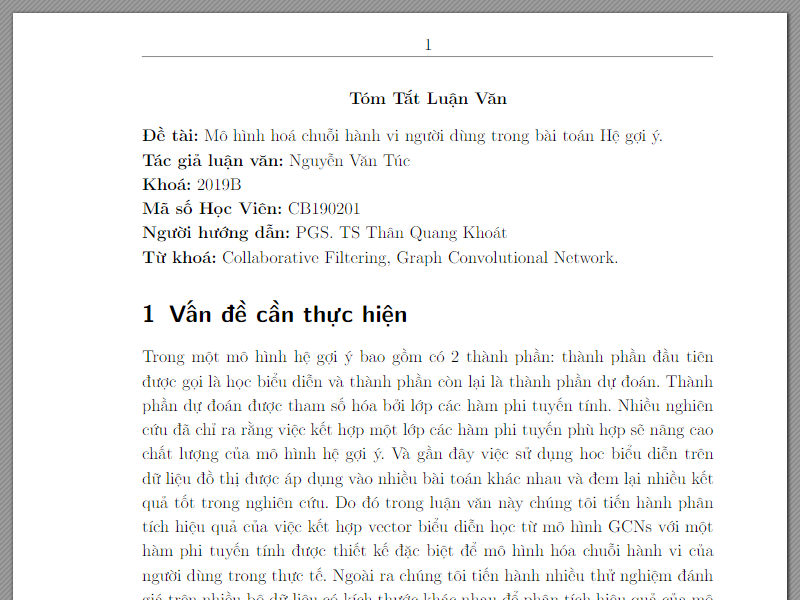 1
Tóm Tắt Luận Văn
Đề tài: Mô hình hoá chuỗi hành vi người dùng trong bài toán Hệ gợi ý.
Tác giả luận văn: Nguyễn Văn Túc
Khoá: 2019B
Mã số Học Viên: CB190201
Người hướng dẫn: PGS. TS Thân Quang Khoát
Từ khoá: Collaborative Filtering, Graph Convolutional Network.
1 Vấn đề cần thực hiện
Trong một mô hình hệ gợi ý bao gồm có 2 thành phần: thành phần đầu tiên
được gọi là học biểu diễn và thành phần còn lại là thành phần dự đoán. Thành
phần dự đoán được tham số hóa bởi lớp các hàm phi tuyến tính. Nhiều nghiên
cứu đã chỉ ra rằng việc kết hợp một lớp các hàm phi tuyến phù hợp sẽ nâng cao
chất lượng của mô hình hệ gợi ý. Và gần đây việc sử dụng hoc biểu diễn trên
dữ liệu đồ thị được áp dụng vào nhiều bài toán khác nhau và đem lại nhiều kết
quả tốt trong nghiên cứu. Do đó trong luận văn này chúng tôi tiến hành phân
tích hiệu quả của việc kết hợp vector biểu diễn học từ mô hình GCNs với một
hàm phi tuyến tính được thiết kế đặc biệt để mô hình hóa chuỗi hành vi của
người dùng trong thực tế. Ngoài ra chúng tôi tiến hành nhiều thử nghiệm đánh
giá trên nhiều bộ dữ liệu có kích thước khác nhau để phân tích hiệu quả của mô